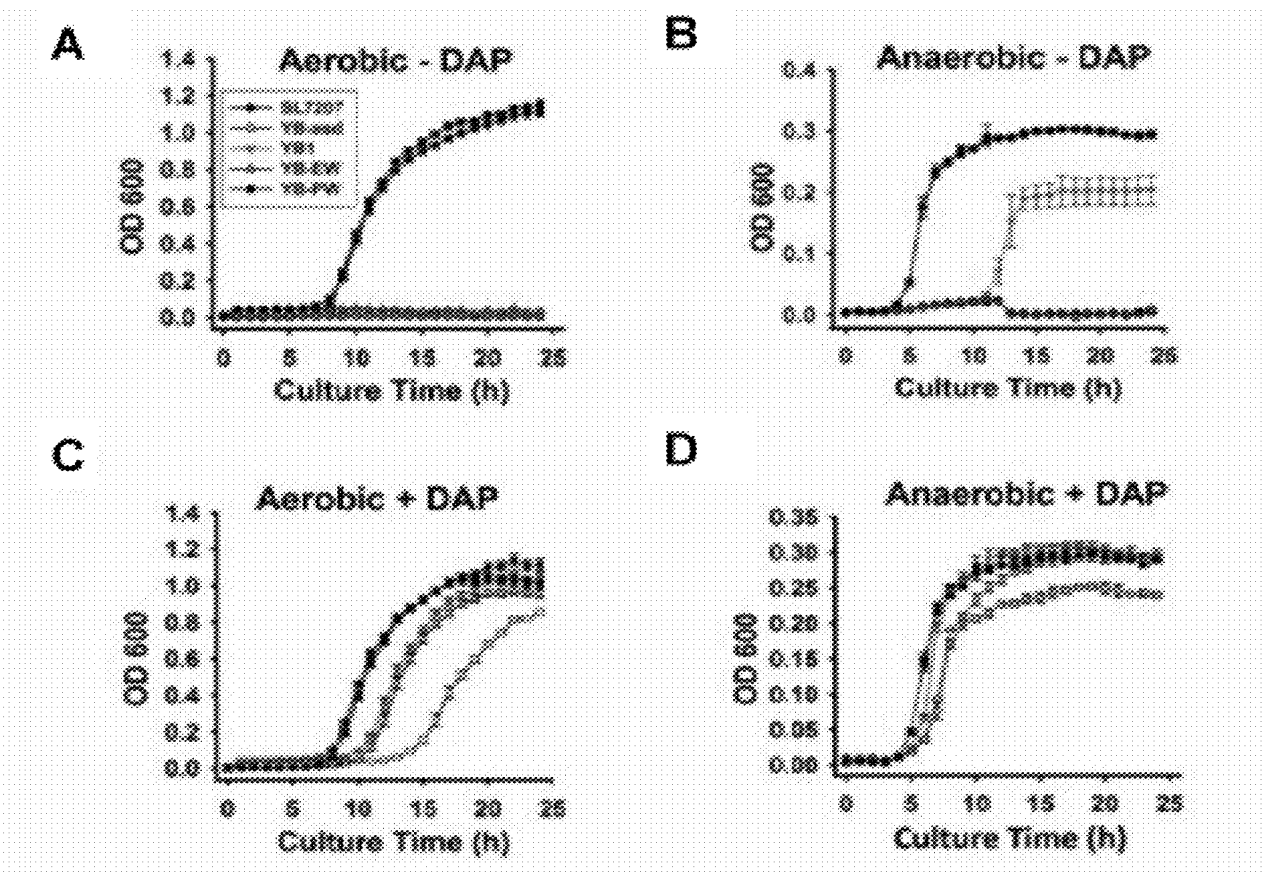 A
Aerobic - DAP
OD 600
1.4
1.2
1.0
0.8
0.6
0.4
0.2
0.0
SL7207
YB-asd
YB1
YB-EW
YB-PW
0 5 10 15 20 25
Culture Time (h)
B
Anaerobic - DAP
OD 600
0.4
0.3
0.2
0.1
0.0
0 5 10 15 20 25
Culture Time (h)
C
Aerobic + DAP
OD 600
1.4
1.2
1.0
0.8
0.6
0.4
0.2
0.0
0 5 10 15 20 25
Culture Time (h)
D
Anaerobic + DAP
OD 600
0.35
0.30
0.25
0.20
0.15
0.10
0.05
0.00
0 5 10 15 20 25
Culture Time (h)